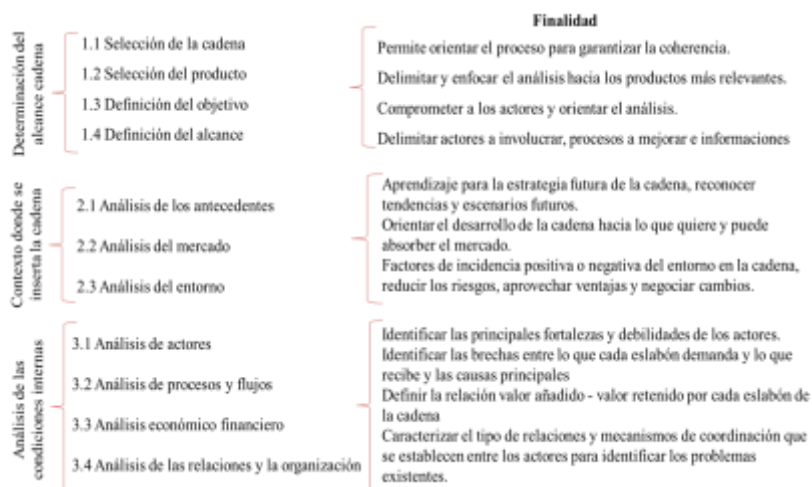 Finalidad
Determinación del
alcance cadena
1.1 Selección de la cadena
1.2 Selección del producto
1.3 Definición del objetivo
1.4 Definición del alcance
Permite orientar el proceso para garantizar la coherencia.
Delimitar y enfocar el análisis hacia los productos más relevantes.
Comprometer a los actores y orientar el análisis.
Delimitar actores a involucrar, procesos a mejorar e informaciones
Contexto donde se
inserta la cadena
2.1 Análisis de los antecedentes
2.2 Análisis del mercado
2.3 Análisis del entorno
Aprendizaje para la estrategia futura de la cadena, reconocer
tendencias y escenarios futuros.
Orientar el desarrollo de la cadena hacia lo que quiere y puede
absorber el mercado.
Factores de incidencia positiva o negativa del entorno en la cadena,
reducir los riesgos, aprovechar ventajas y negociar cambios.
Análisis de las
condiciones internas
3.1 Análisis de actores
3.2 Análisis de procesos y flujos
3.3 Análisis económico financiero
3.4 Análisis de las relaciones y la organización
Identificar las principales fortalezas y debilidades de los actores.
Identificar las brechas entre lo que cada eslabón demanda y lo que
recibe y las causas principales
Definir la relación valor añadido - valor retenido por cada eslabón de
la cadena
Caracterizar el tipo de relaciones y mecanismos de coordinación que
se establecen entre los actores para identificar los problemas
existentes.